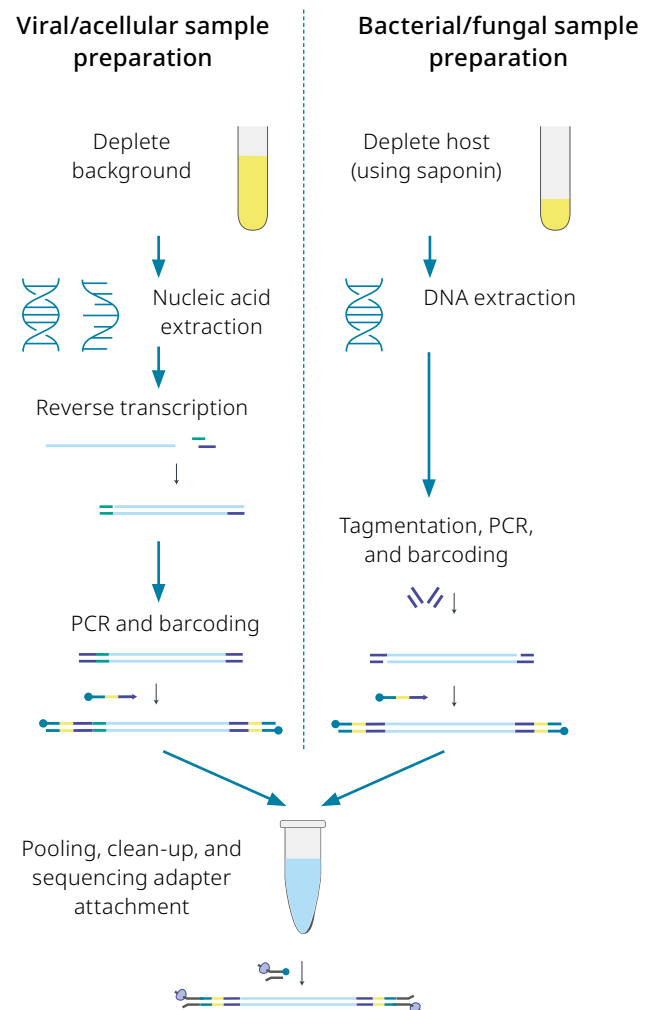 Viral/acellular sample
preparation
Bacterial/fungal sample
preparation
Deplete
background
Deplete host
(using saponin)
Nucleic acid
extraction
DNA extraction
Reverse transcription
Tagmentation, PCR,
and barcoding
PCR and barcoding
Pooling, clean-up, and
sequencing adapter
attachment